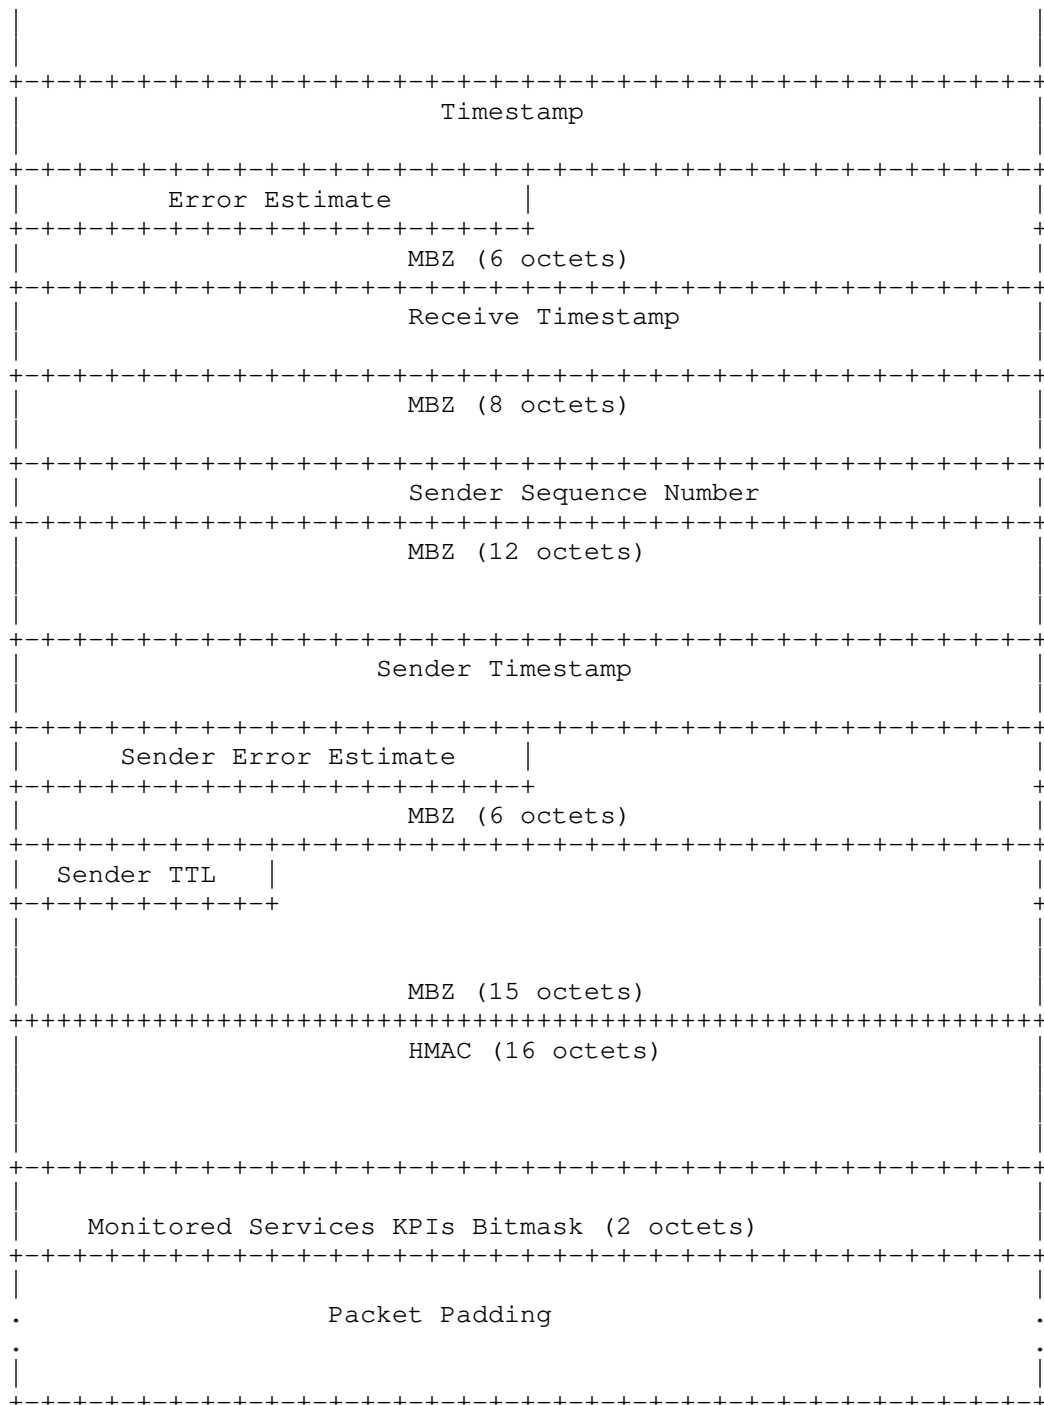 Timestamp
Error Estimate
MBZ (6 octets)
Receive Timestamp
MBZ (8 octets)
Sender Sequence Number
MBZ (12 octets)
Sender Timestamp
Sender Error Estimate
MBZ (6 octets)
Sender TTL
MBZ (15 octets)
HMAC (16 octets)
Monitored Services KPIs Bitmask (2 octets)
Packet Padding